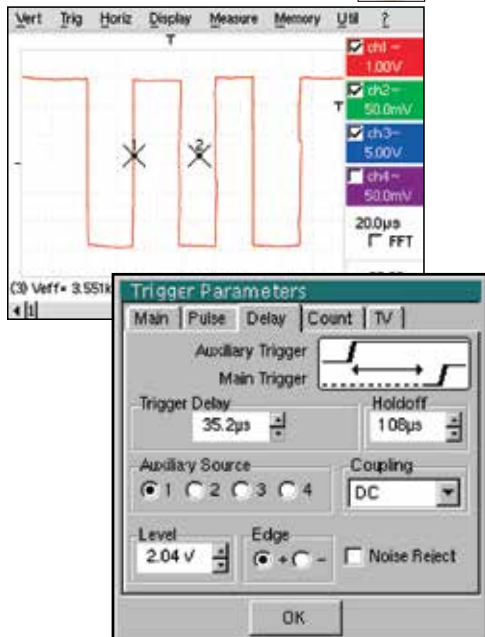 Vert Trig Horiz Display Measure Memory Util ?
T
ch1
1.00V
ch2
50.0mV
T
ch3
5.00V
ch4
50.0mV
1
2
20.0µs
FFT
(3) Veff= 3.551k
[1]
Trigger Parameters
Main Pulse Delay Count TV
Auxiliary Trigger
Main Trigger
Trigger Delay
35.2µs
Holdoff
108µs
Auxiliary Source
1 2 3 4
Coupling
DC
Level
2.04 V
Edge
+ -
Noise Reject
OK